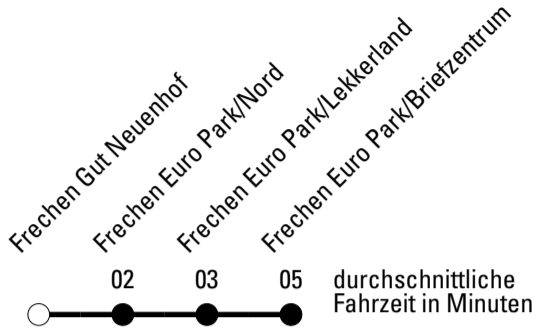 Frechen Gut Neuenhof
Frechen Euro Park/Nord
Frechen Euro Park/Lekkerland
Frechen Euro Park/Briefzentrum
02 03 05 durchschnittliche
Fahrzeit in Minuten